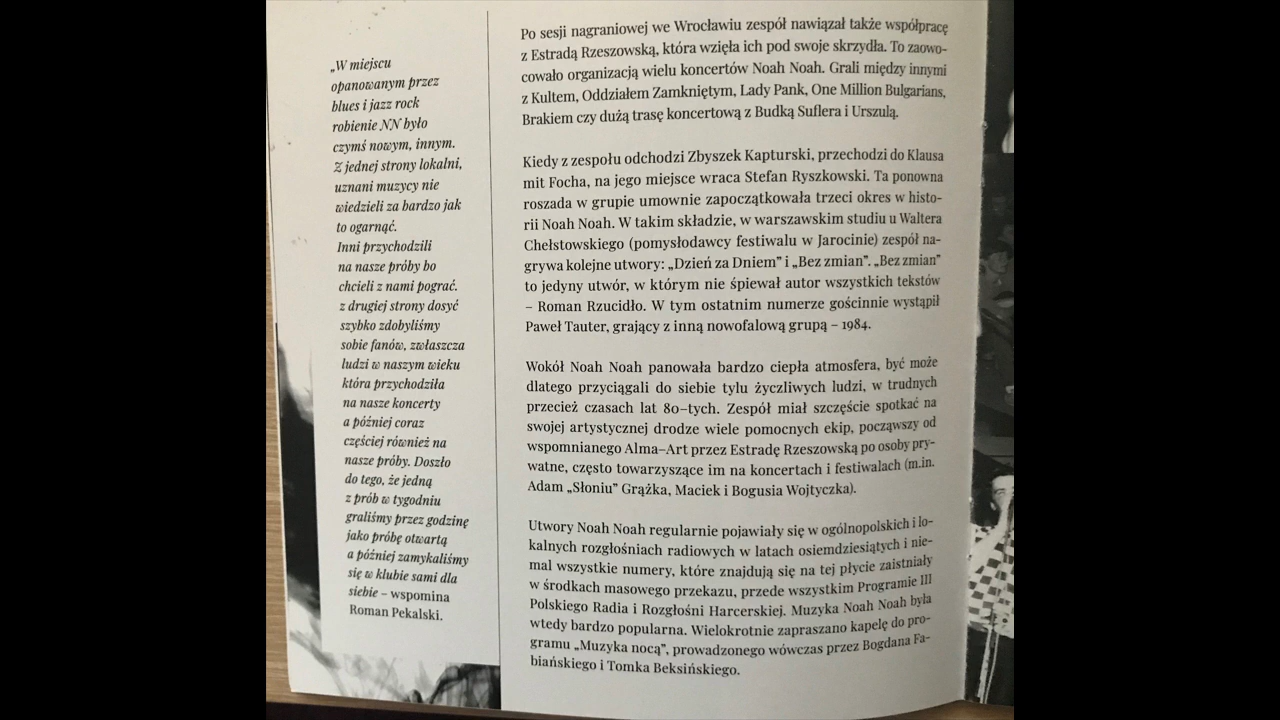 „W miejscu
opanowanym przez
blues i jazz rock
robienie NN było
czymś nowym, innym.
Z jednej strony lokalni,
uznani muzycy nie
wiedzieli za bardzo jak
to ogarnąć.
Inni przychodzili
na nasze próby bo
chcieli z nami pograć.
z drugiej strony dosyć
szybko zdobyliśmy
sobie fanów, zwłaszcza
ludzi w naszym wieku
która przychodziła
na nasze koncerty
a później coraz
częściej również na
nasze próby. Doszło
do tego, że jedną
z prób w tygodniu
graliśmy przez godzinę
jako próbę otwartą
a później zamykaliśmy
się w klubie sami dla
siebie – wspomina
Roman Pekalski.
Po sesji nagraniowej we Wrocławiu zespół nawiązał także współpracę
z Estradą Rzeszowską, która wzięła ich pod swoje skrzydła. To zaowo-
cowało organizacją wielu koncertów Noah Noah. Grali między innymi
z Kultem, Oddziałem Zamkniętym, Lady Pank, One Million Bulgarians,
Brakiem czy dużą trasę koncertową z Budką Suflera i Urszulą.
Kiedy z zespołu odchodzi Zbyszek Kapturski, przechodzi do Klausa
mit Focha, na jego miejsce wraca Stefan Ryszkowski. Ta ponowna
roszada w grupie umownie zapoczątkowała trzeci okres w histo-
rii Noah Noah. W takim składzie, w warszawskim studiu u Waltera
Chełstowskiego (pomysłodawcy festiwalu w Jarocinie) zespół na-
grywa kolejne utwory: „Dzień za Dniem” i „Bez zmian”. „Bez zmian”
to jedyny utwór, w którym nie śpiewał autor wszystkich tekstów
– Roman Rzucidło. W tym ostatnim numerze gościnnie wystąpił
Paweł Tauter, grający z inną nowofalową grupą – 1984.
Wokół Noah Noah panowała bardzo ciepła atmosfera, być może
dlatego przyciągali do siebie tylu życzliwych ludzi, w trudnych
przecież czasach lat 80–tych. Zespół miał szczęście spotkać na
swojej artystycznej drodze wiele pomocnych ekip, począwszy od
wspomnianego Alma–Art przez Estradę Rzeszowską po osoby pry-
watne, często towarzyszące im na koncertach i festiwalach (m.in.
Adam „Słoniu” Grążka, Maciek i Bogusia Wojtyczka).
Utwory Noah Noah regularnie pojawiały się w ogólnopolskich i lo-
kalnych rozgłośniach radiowych w latach osiemdziesiątych i nie-
mal wszystkie numery, które znajdują się na tej płycie zaistniały
w środkach masowego przekazu, przede wszystkim Programie III
Polskiego Radia i Rozgłośni Harcerskiej. Muzyka Noah Noah była
wtedy bardzo popularna. Wielokrotnie zapraszano kapelę do pro-
gramu „Muzyka nocą”, prowadzonego wówczas przez Bogdana Fa-
biańskiego i Tomka Beksińskiego.